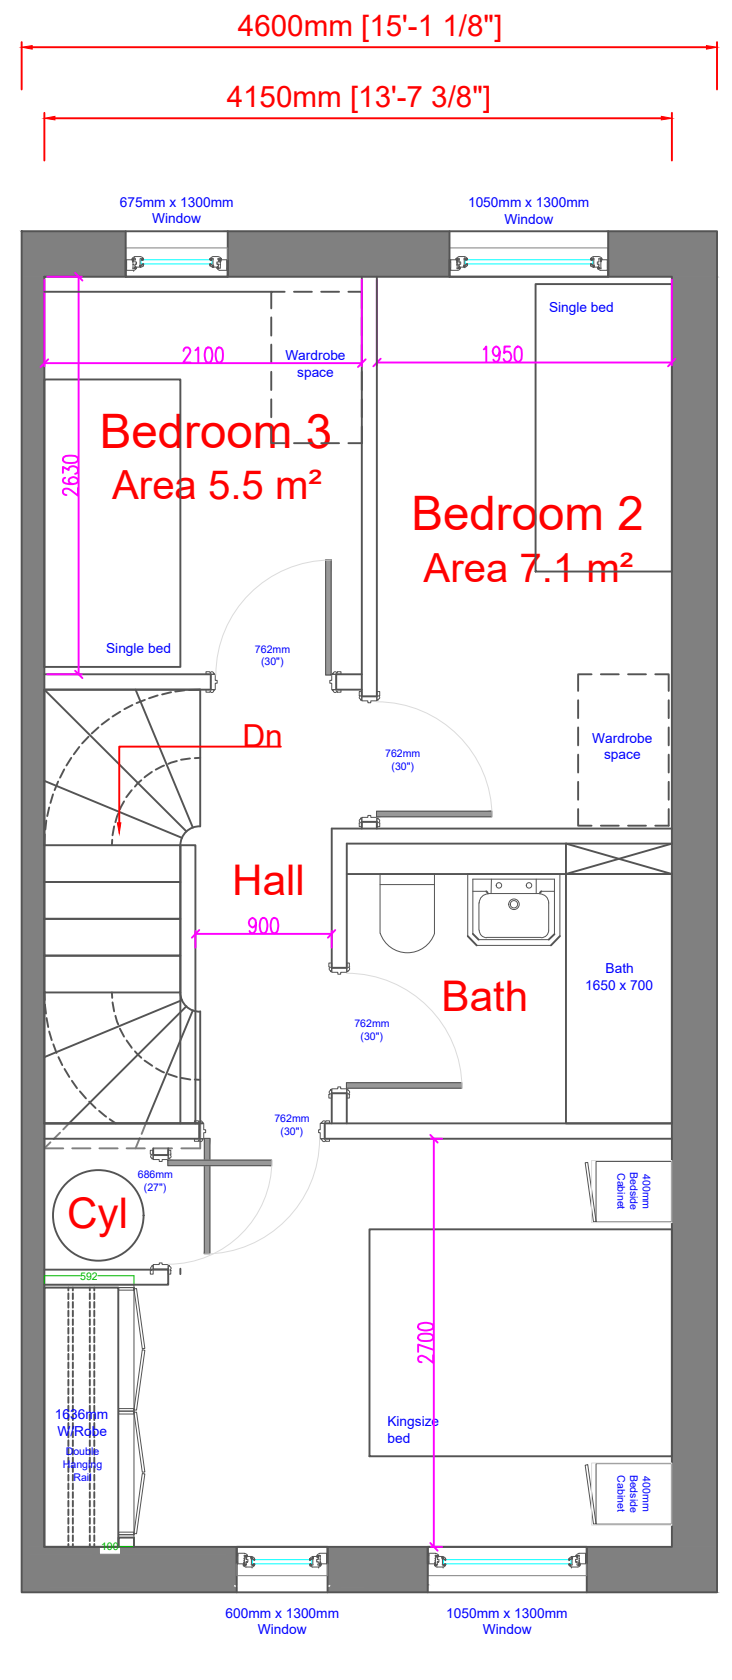 4600mm [15'-1 1/8"]
4150mm [13'-7 3/8"]
675mm x 1300mm
Window
1050mm x 1300mm
Window
Single bed
2100
Wardrobe
space
1950
Bedroom 3
Area 5.5 m²
2630
Bedroom 2
Area 7.1 m²
Single bed
762mm
(30")
Dn
762mm
(30")
Wardrobe
space
Hall
900
Bath
1650 x 700
Bath
762mm
(30")
762mm
(30")
686mm
(27")
Cyl
400mm
Bedside
Cabinet
592
2700
1636mm
W/Robe
Double
Hanging
Rail
Kingsize
bed
400mm
Bedside
Cabinet
600mm x 1300mm
Window
1050mm x 1300mm
Window